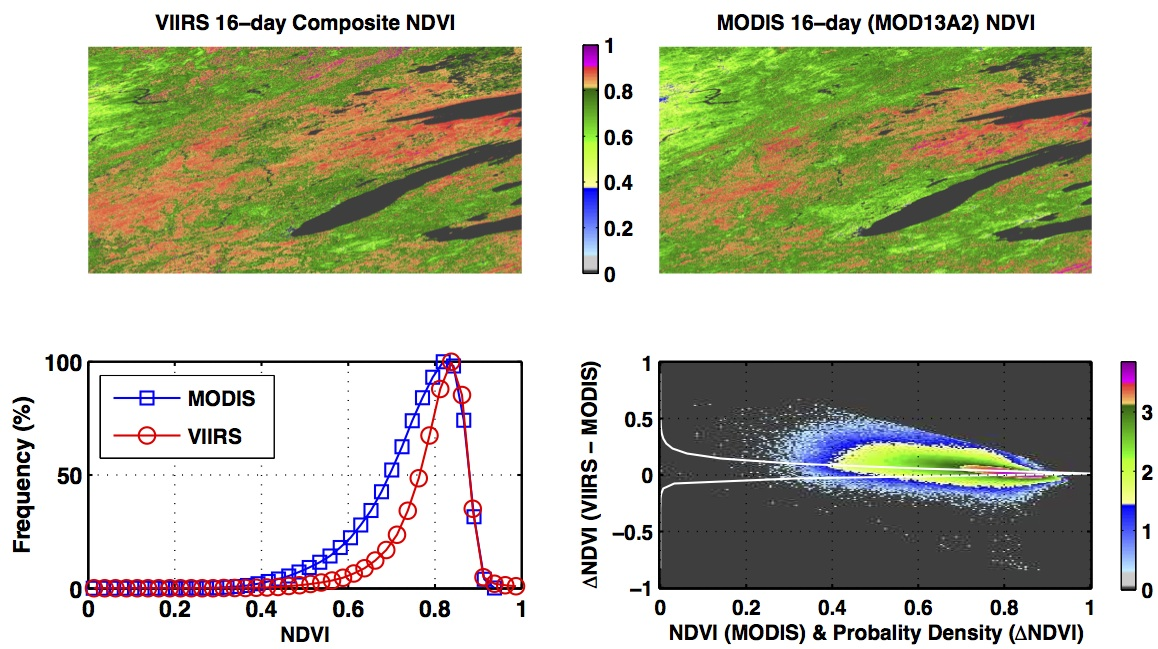 VIIRS 16–day Composite NDVI
MODIS 16–day (MOD13A2) NDVI
1
0.8
0.6
0.4
0.2
0
100
50
0
Frequency (%)
MODIS
VIIRS
0 0.2 0.4 0.6 0.8 1
NDVI
1
0.5
0
−0.5
−1
ΔNDVI (VIIRS − MODIS)
0 0.2 0.4 0.6 0.8 1
NDVI (MODIS) & Probality Density (ΔNDVI)
3
2
1
0